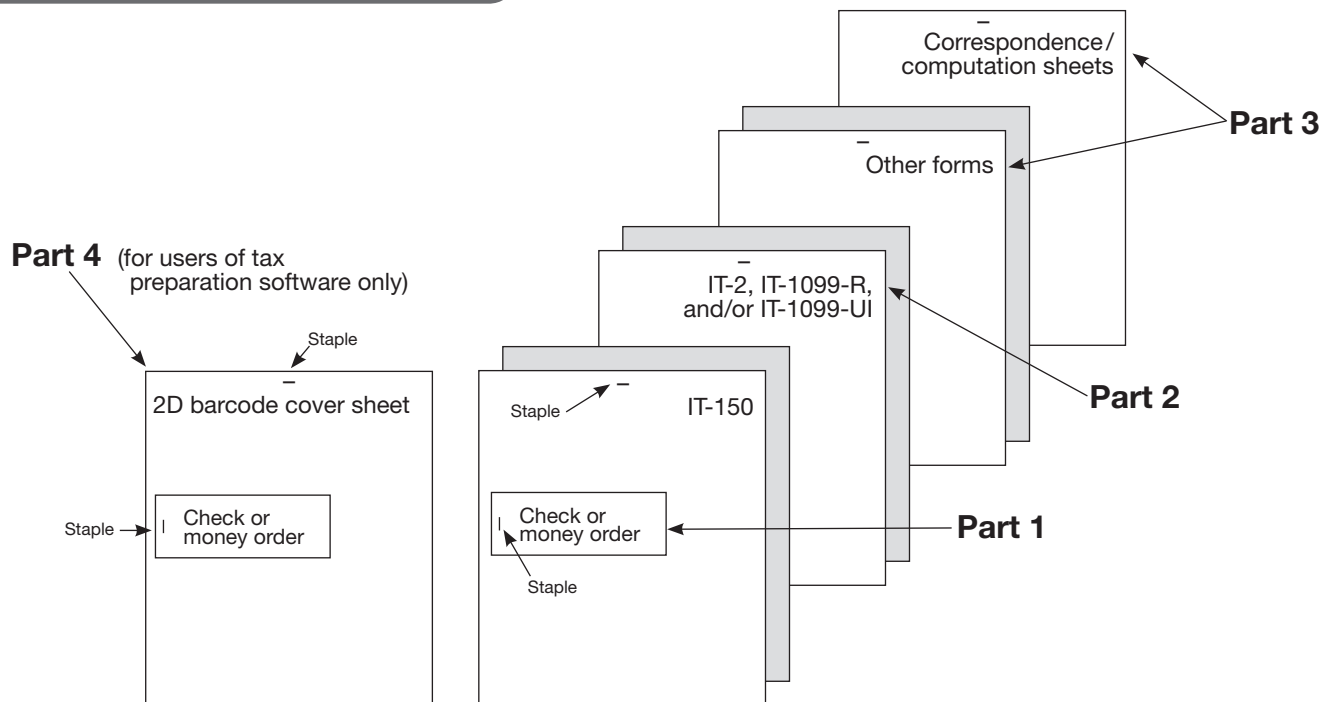 Correspondence/
computation sheets
Part 3
Other forms
Part 4 (for users of tax
preparation software only)
IT-2, IT-1099-R,
and/or IT-1099-UI
Part 2
Staple
2D barcode cover sheet
Staple
IT-150
Staple
Check or
money order
Check or
money order
Part 1
Staple